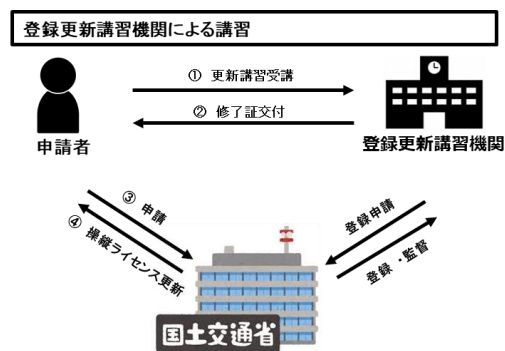 登録更新講習機関による講習
① 更新講習受講
② 修了証交付
申請者
登録更新講習機関
③ 申請
④ 操縦ライセンス更新
登録申請
登録・監督
国土交通省